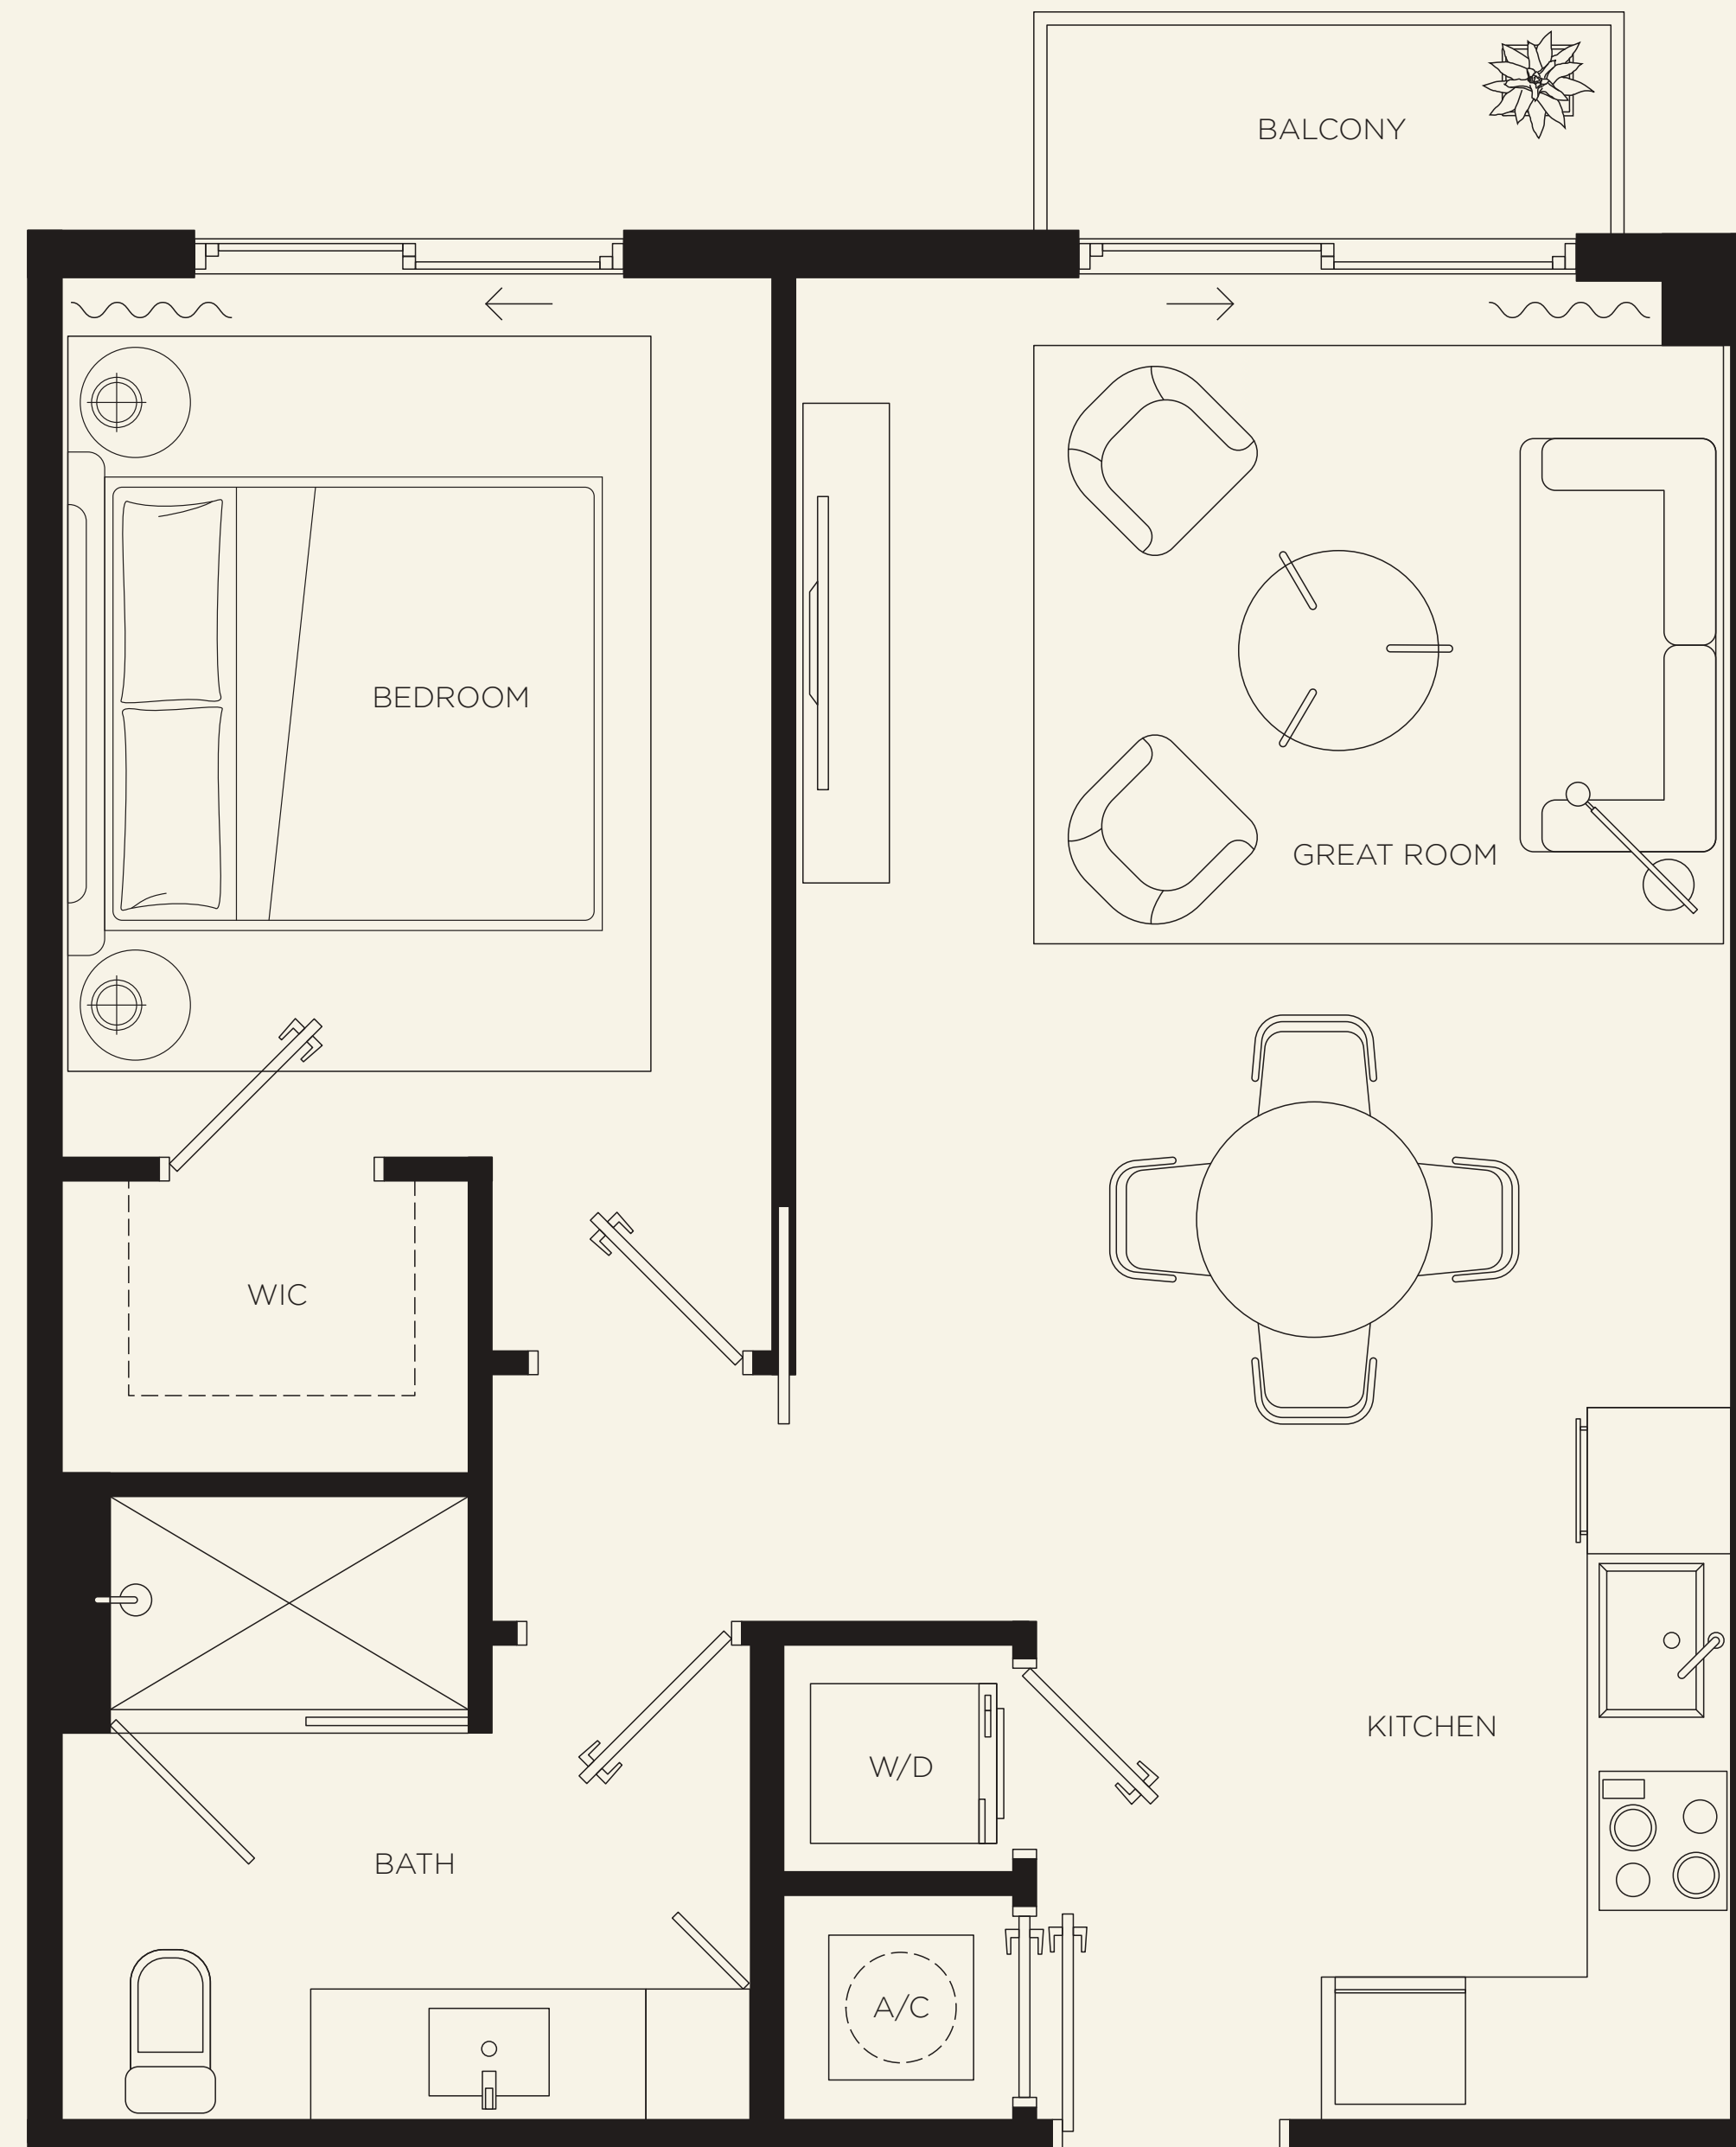 BALCONY
BEDROOM
GREAT ROOM
WIC
KITCHEN
W/D
BATH
A/C